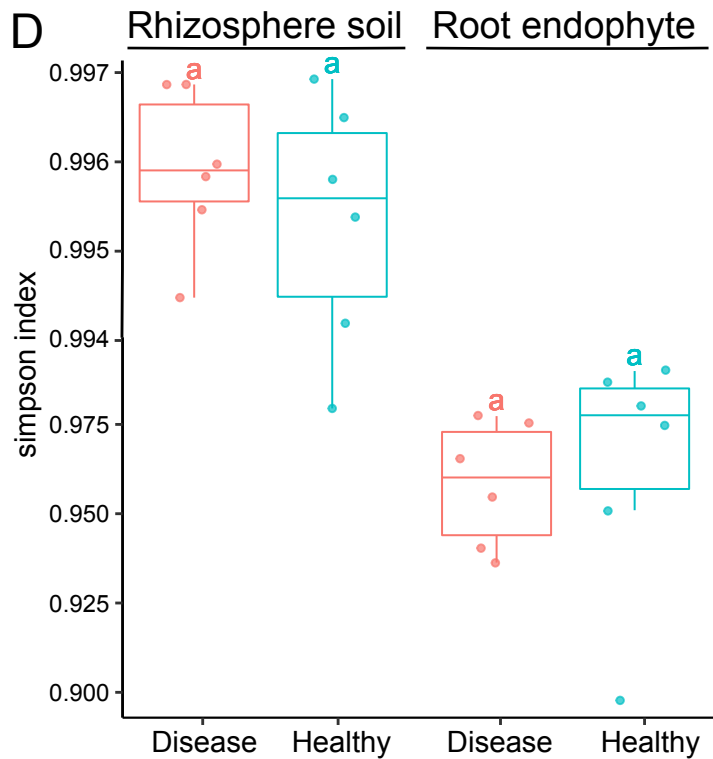 D
Rhizosphere soil Root endophyte
a a
0.997
0.996
0.995
0.994
a
a
0.975
0.950
0.925
0.900
simpson index
Disease Healthy Disease Healthy